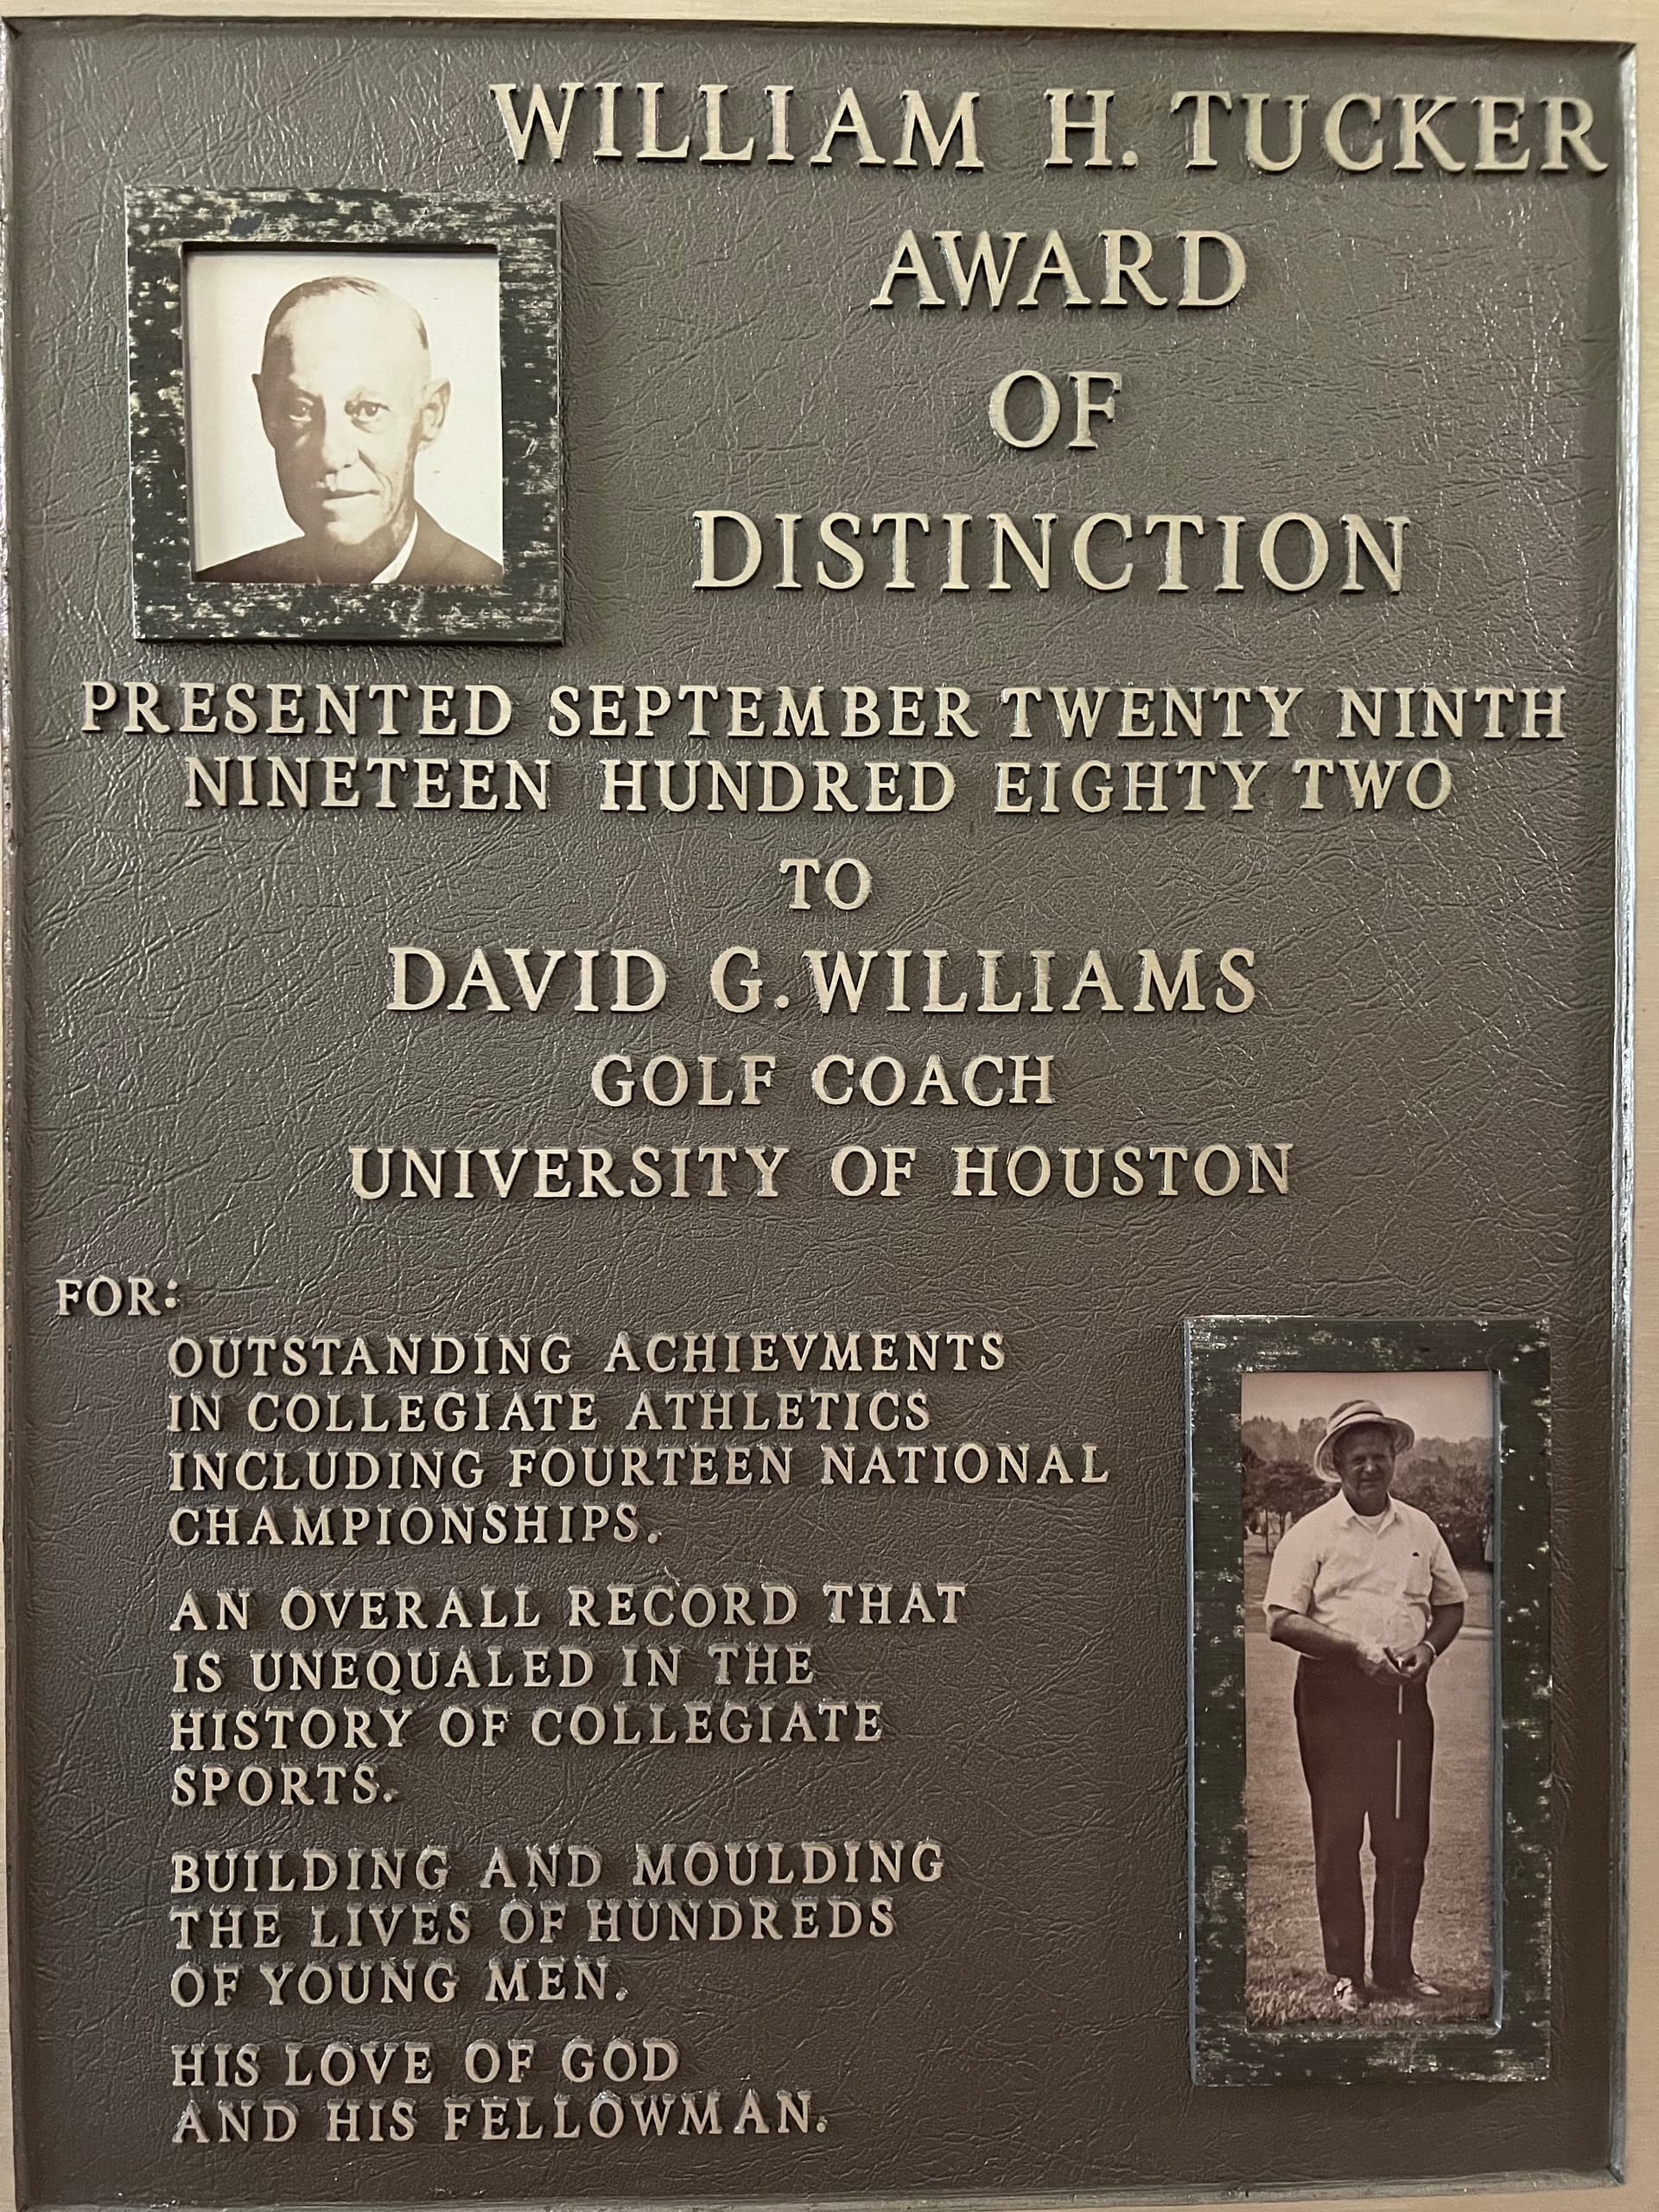 WILLIAM H. TUCKER
AWARD
OF
DISTINCTION
PRESENTED SEPTEMBER TWENTY NINTH
NINETEEN HUNDRED EIGHTY TWO
TO
DAVID G. WILLIAMS
GOLF COACH
UNIVERSITY OF HOUSTON
FOR:
OUTSTANDING ACHIEVMENTS
IN COLLEGIATE ATHLETICS
INCLUDING FOURTEEN NATIONAL
CHAMPIONSHIPS.
AN OVERALL RECORD THAT
IS UNEQUALED IN THE
HISTORY OF COLLEGIATE
SPORTS.
BUILDING AND MOULDING
THE LIVES OF HUNDREDS
OF YOUNG MEN.
HIS LOVE OF GOD
AND HIS FELLOWMAN.